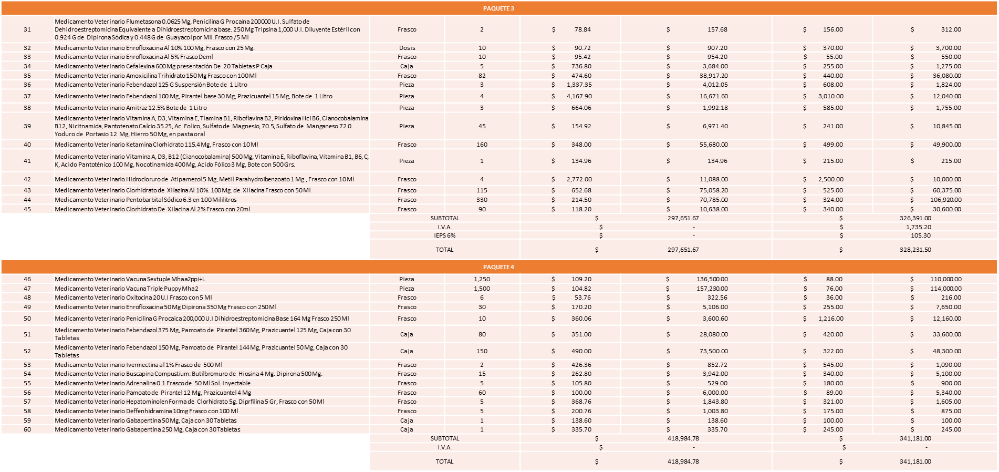 PAQUETE 3
31 Medicamento Veterinario Flumetasona 0.0625 Mg, Penicilina G Procaina 200000 U.I. Sulfato de Dehidroestreptomicina Equivalente a Dihidroestreptomicina base. 250 Mg Tripsina 1,000 U.I. Diluyente Estéril con 0.924 G de Dipirona Sódica y 0.448 G de Guayacol por Mil. Frasco /5 Ml Frasco 2 $ 78.84 $ 157.68 $ 156.00 $ 312.00
32 Medicamento Veterinario Enrofloxacina Al 10% 100 Mg, Frasco con 25 Mg. Dosis 10 $ 90.72 $ 907.20 $ 370.00 $ 3,700.00
33 Medicamento Veterinario Enrofloxacina Al 5% Frasco Deml Frasco 10 $ 95.42 $ 954.20 $ 55.00 $ 550.00
34 Medicamento Veterinario Cefalexina 600 Mg presentación De 20 Tabletas P Caja Caja 5 $ 736.80 $ 3,684.00 $ 255.00 $ 1,275.00
35 Medicamento Veterinario Amoxicilina Trihidrato 150 Mg Frasco con 100 Ml Frasco 82 $ 474.60 $ 38,917.20 $ 440.00 $ 36,080.00
36 Medicamento Veterinario Febendazol 125 G Suspensión Bote de 1 Litro Pieza 3 $ 1,337.35 $ 4,012.05 $ 608.00 $ 1,824.00
37 Medicamento Veterinario Febendazol 100 Mg, Pirantel base 30 Mg, Prazicuantel 15 Mg, Bote de 1 Litro Pieza 4 $ 4,167.90 $ 16,671.60 $ 3,010.00 $ 12,040.00
38 Medicamento Veterinario Amitraz 12.5% Bote de 1 Litro Pieza 3 $ 664.06 $ 1,992.18 $ 585.00 $ 1,755.00
39 Medicamento Veterinario Vitamina A, D3, Vitamina E, Tlamina B1, Riboflavina B2, Piridoxina Hci B6, Cianocobalamina B12, Nicitnamida, Pantotenato Calcio 35.25, Ac. Folico, Sulfato de Magnesio, 70.5, Sulfato de Manganeso 72.0 Yoduro de Portasio 12 Mg, Hierro 50 Mg, en pasta oral Pieza 45 $ 154.92 $ 6,971.40 $ 241.00 $ 10,845.00
40 Medicamento Veterinario Ketamina Clorhidrato 115.4 Mg, Frasco con 10 Ml Frasco 160 $ 348.00 $ 55,680.00 $ 499.00 $ 49,900.00
41 Medicamento Veterinario Vitamina A, D3, B12 (Cianocobalamina) 500 Mg, Vitamina E, Riboflavina, Vitamina B1, B6, C, K, Acido Pantoténico 100 Mg, Nocotinamida 400 Mg, Acido Fólico 3 Mg, Bote con 500 Grs. Pieza 1 $ 134.96 $ 134.96 $ 215.00 $ 215.00
42 Medicamento Veterinario Hidrocloruro de Atipamezol 5 Mg, Metil Parahydroibenzoato 1 Mg., Frasco con 10 Ml Frasco 4 $ 2,772.00 $ 11,088.00 $ 2,500.00 $ 10,000.00
43 Medicamento Veterinario Clorhidrato de Xilazina Al 10%. 100 Mg. de Xilacina Frasco con 50 Ml Frasco 115 $ 652.68 $ 75,058.20 $ 525.00 $ 60,375.00
44 Medicamento Veterinario Pentobarbital Sódico 6.3 en 100 Mililitros Frasco 330 $ 214.50 $ 70,785.00 $ 324.00 $ 106,920.00
45 Medicamento Veterinario Clorhidrato De Xilacina Al 2% Frasco con 20ml Frasco 90 $ 118.20 $ 10,638.00 $ 340.00 $ 30,600.00
SUBTOTAL $ 297,651.67 $ 326,391.00
I.V.A. $ - $ 1,735.20
IEPS 6% $ - $ 105.30
TOTAL $ 297,651.67 $ 328,231.50
PAQUETE 4
46 Medicamento Veterinario Vacuna Sextuple Mhaa2ppi+L Pieza 1,250 $ 109.20 $ 136,500.00 $ 88.00 $ 110,000.00
47 Medicamento Veterinario Vacuna Triple Puppy Mha2 Pieza 1,500 $ 104.82 $ 157,230.00 $ 76.00 $ 114,000.00
48 Medicamento Veterinario Oxitocina 20 U.I Frasco con 5 Ml Frasco 6 $ 53.76 $ 322.56 $ 36.00 $ 216.00
49 Medicamento Veterinario Enrofloxacina 50 Mg Dipirona 350 Mg Frasco con 250 Ml Frasco 30 $ 170.20 $ 5,106.00 $ 255.00 $ 7,650.00
50 Medicamento Veterinario Penicilina G Procaica 200,000 U.I Dihidroestreptomicina Base 164 Mg Frasco 250 Ml Frasco 10 $ 360.06 $ 3,600.60 $ 1,216.00 $ 12,160.00
51 Medicamento Veterinario Febendazol 375 Mg, Pamoato de Pirantel 360 Mg, Prazicuantel 125 Mg, Caja con 30 Tabletas Caja 80 $ 351.00 $ 28,080.00 $ 420.00 $ 33,600.00
52 Medicamento Veterinario Febendazol 150 Mg, Pamoato de Pirantel 144 Mg, Prazicuantel 50 Mg, Caja con 30 Tabletas Caja 150 $ 490.00 $ 73,500.00 $ 322.00 $ 48,300.00
53 Medicamento Veterinario Ivermectina al 1% Frasco de 500 Ml Frasco 2 $ 426.36 $ 852.72 $ 545.00 $ 1,090.00
54 Medicamento Veterinario Buscapina Compustium: Butilbromuro de Hiosina 4 Mg. Dipirona 500 Mg. Frasco 15 $ 262.80 $ 3,942.00 $ 340.00 $ 5,100.00
55 Medicamento Veterinario Adrenalina 0.1 Frasco de 50 Ml Sol. Inyectable Frasco 5 $ 105.80 $ 529.00 $ 180.00 $ 900.00
56 Medicamento Veterinario Pamoato de Pirantel 12 Mg, Prazicuantel 4 Mg Frasco 60 $ 100.00 $ 6,000.00 $ 89.00 $ 5,340.00
57 Medicamento Veterinario Hepatominolen Forma de Clorhidrato 5g. Diprfilina 5 Gr, Frasco con 50 Ml Frasco 5 $ 368.76 $ 1,843.80 $ 321.00 $ 1,605.00
58 Medicamento Veterinario Deffenhidramina 10mg Frasco con 100 Ml Frasco 5 $ 200.76 $ 1,003.80 $ 175.00 $ 875.00
59 Medicamento Veterinario Gabapentina 50 Mg, Caja con 30 Tabletas Caja 1 $ 138.60 $ 138.60 $ 100.00 $ 100.00
60 Medicamento Veterinario Gabapentina 250 Mg, Caja con 30 Tabletas Caja 1 $ 335.70 $ 335.70 $ 245.00 $ 245.00
SUBTOTAL $ 418,984.78 $ 341,181.00
I.V.A. $ - $ -
TOTAL $ 418,984.78 $ 341,181.00